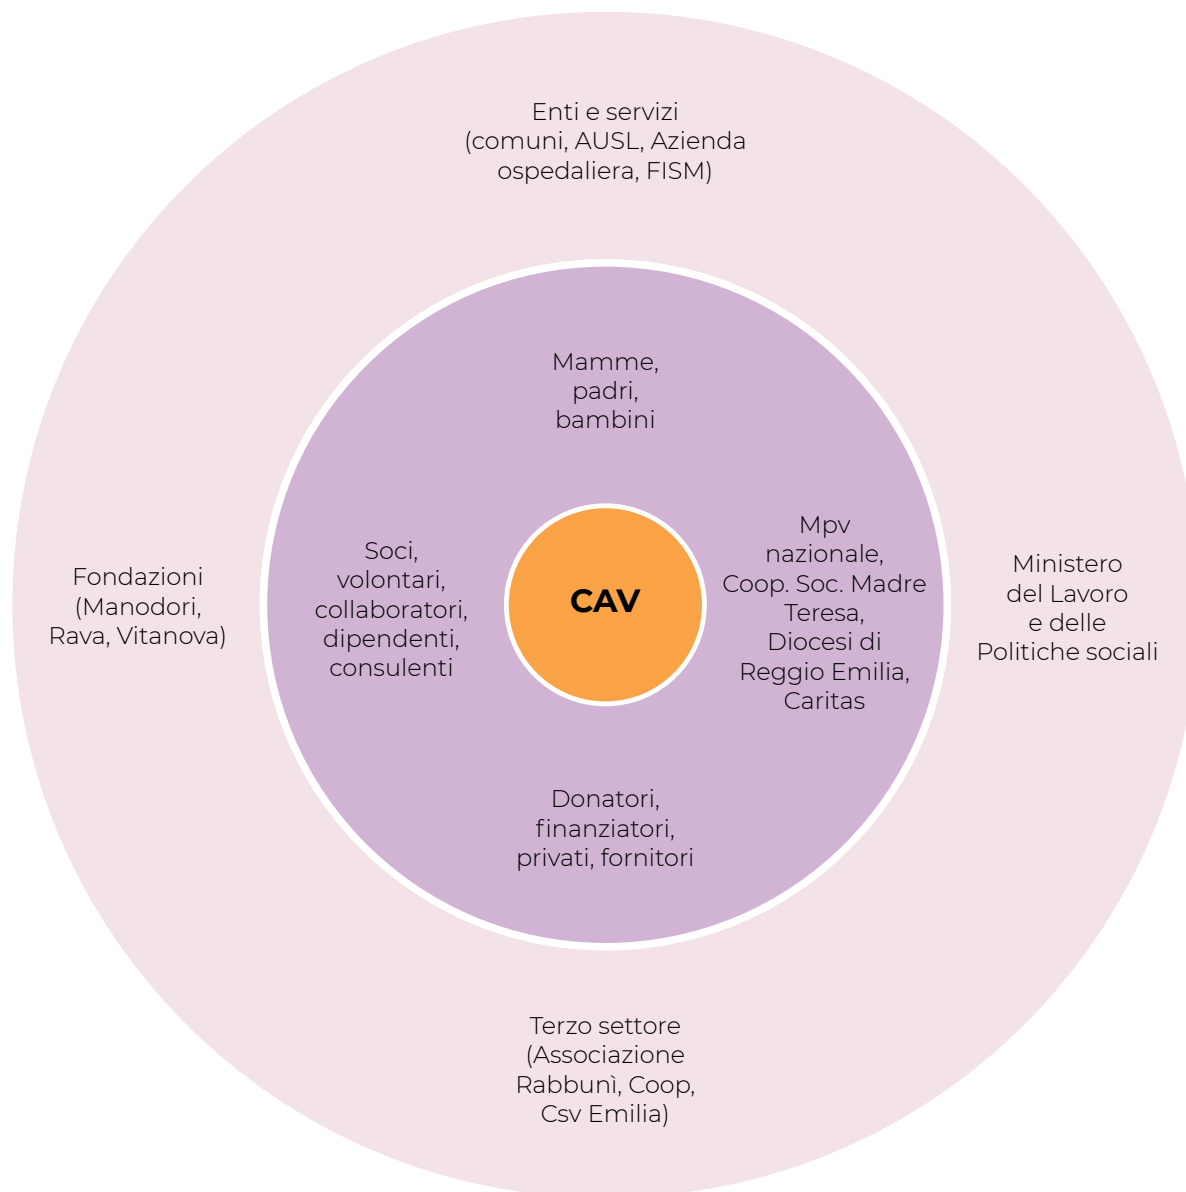 Enti e servizi
(comuni, AUSL, Azienda
ospedaliera, FISM)
Mamme,
padri,
bambini
Fondazioni
(Manodori,
Rava, Vitanova)
Soci,
volontari,
collaboratori,
dipendenti,
consulenti
CAV
Mpv
nazionale,
Coop. Soc. Madre
Teresa,
Diocesi di
Reggio Emilia,
Caritas
Ministero
del Lavoro
e delle
Politiche sociali
Donatori,
finanziatori,
privati, fornitori
Terzo settore
(Associazione
Rabbunì, Coop,
Csv Emilia)